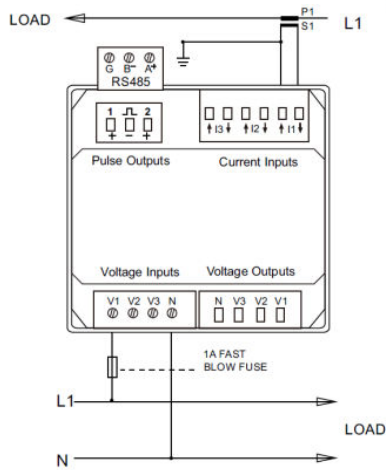 LOAD
P1
S1
L1
G B- A+
RS485
1 2
+ - +
I3 I2 I1
Pulse Outputs
Current Inputs
Voltage Inputs
Voltage Outputs
V1 V2 V3 N
N V3 V2 V1
1A FAST
BLOW FUSE
L1
LOAD
N